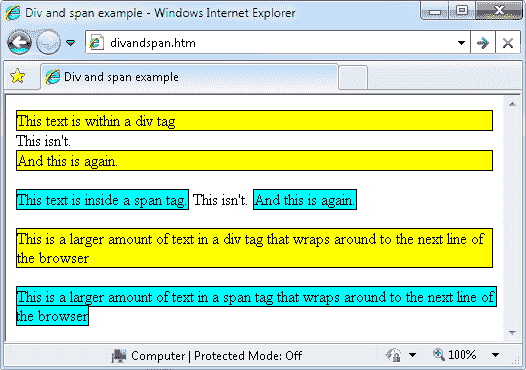 Div and span example - Windows Internet Explorer
divandspan.htm
Div and span example
This text is within a div tag
This isn't.
And this is again.
This text is inside a span tag. This isn't. And this is again.
This is a larger amount of text in a div tag that wraps around to the next line of
the browser
This is a larger amount of text in a span tag that wraps around to the next line of
the browser
Computer | Protected Mode: Off 100%